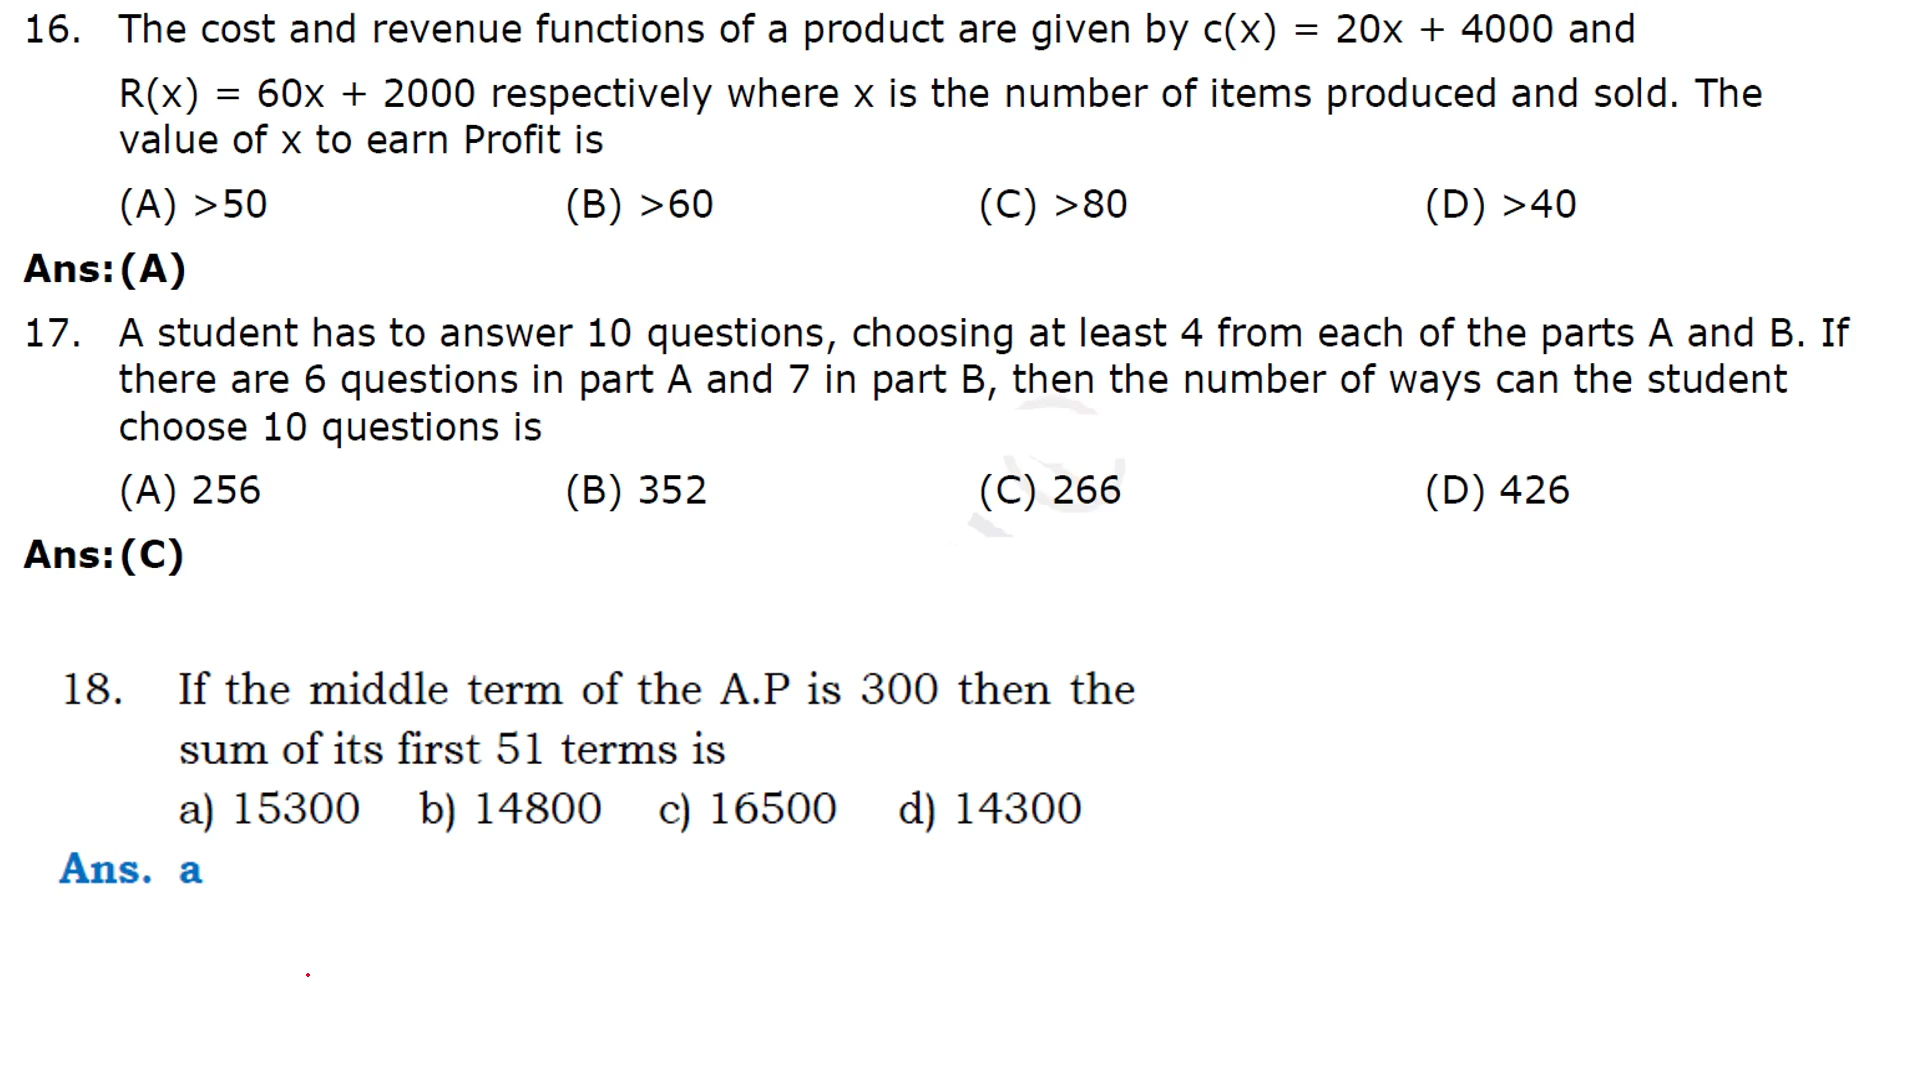 16. The cost and revenue functions of a product are given by c(x) = 20x + 4000 and
R(x) = 60x + 2000 respectively where x is the number of items produced and sold. The
value of x to earn Profit is
(A) >50 (B) >60 (C) >80 (D) >40
Ans:(A)
17. A student has to answer 10 questions, choosing at least 4 from each of the parts A and B. If
there are 6 questions in part A and 7 in part B, then the number of ways can the student
choose 10 questions is
(A) 256 (B) 352 (C) 266 (D) 426
Ans:(C)
18. If the middle term of the A.P is 300 then the
sum of its first 51 terms is
a) 15300 b) 14800 c) 16500 d) 14300
Ans. a